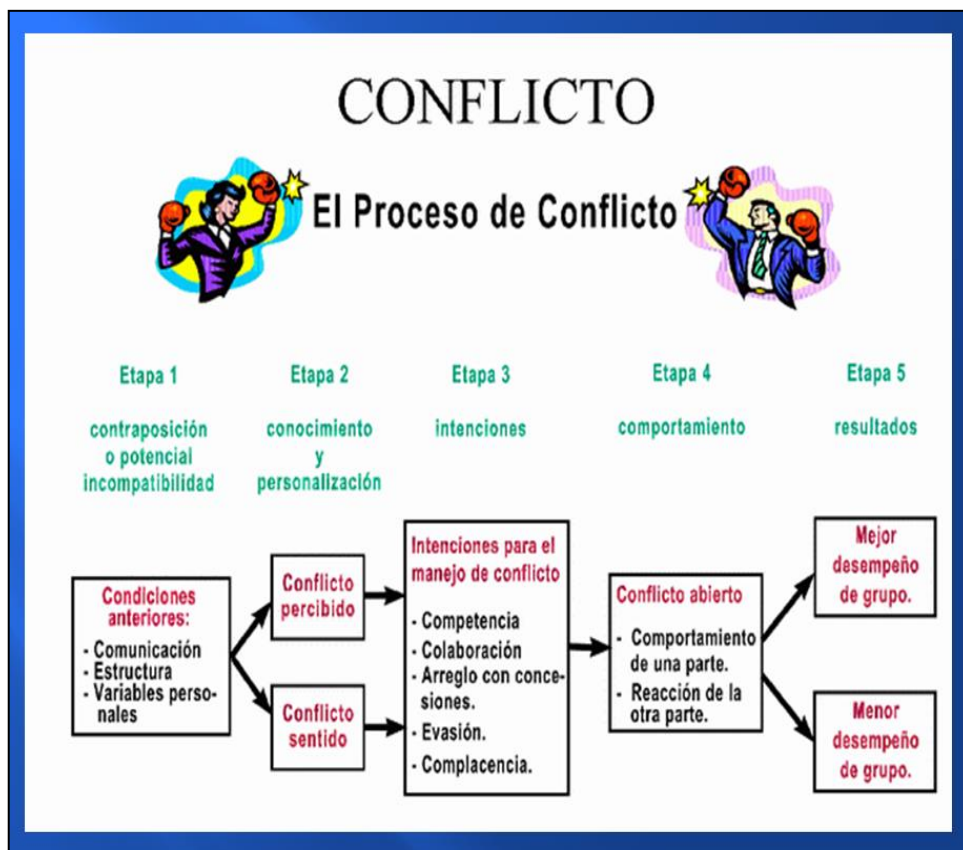 CONFLICTO
El Proceso de Conflicto
Etapa 1
contraposición
o potencial
incompatibilidad
Etapa 2
conocimiento
y
personalización
Etapa 3
intenciones
Etapa 4
comportamiento
Etapa 5
resultados
Condiciones
anteriores:
- Comunicación
- Estructura
- Variables perso-
nales
Conflicto
percibido
Conflicto
sentido
Intenciones para el
manejo de conflicto
- Competencia
- Colaboración
- Arreglo con conce-
siones.
- Evasión.
- Complacencia.
Conflicto abierto
- Comportamiento
de una parte.
- Reacción de la
otra parte.
Mejor
desempeño
de grupo.
Menor
desempeño
de grupo.